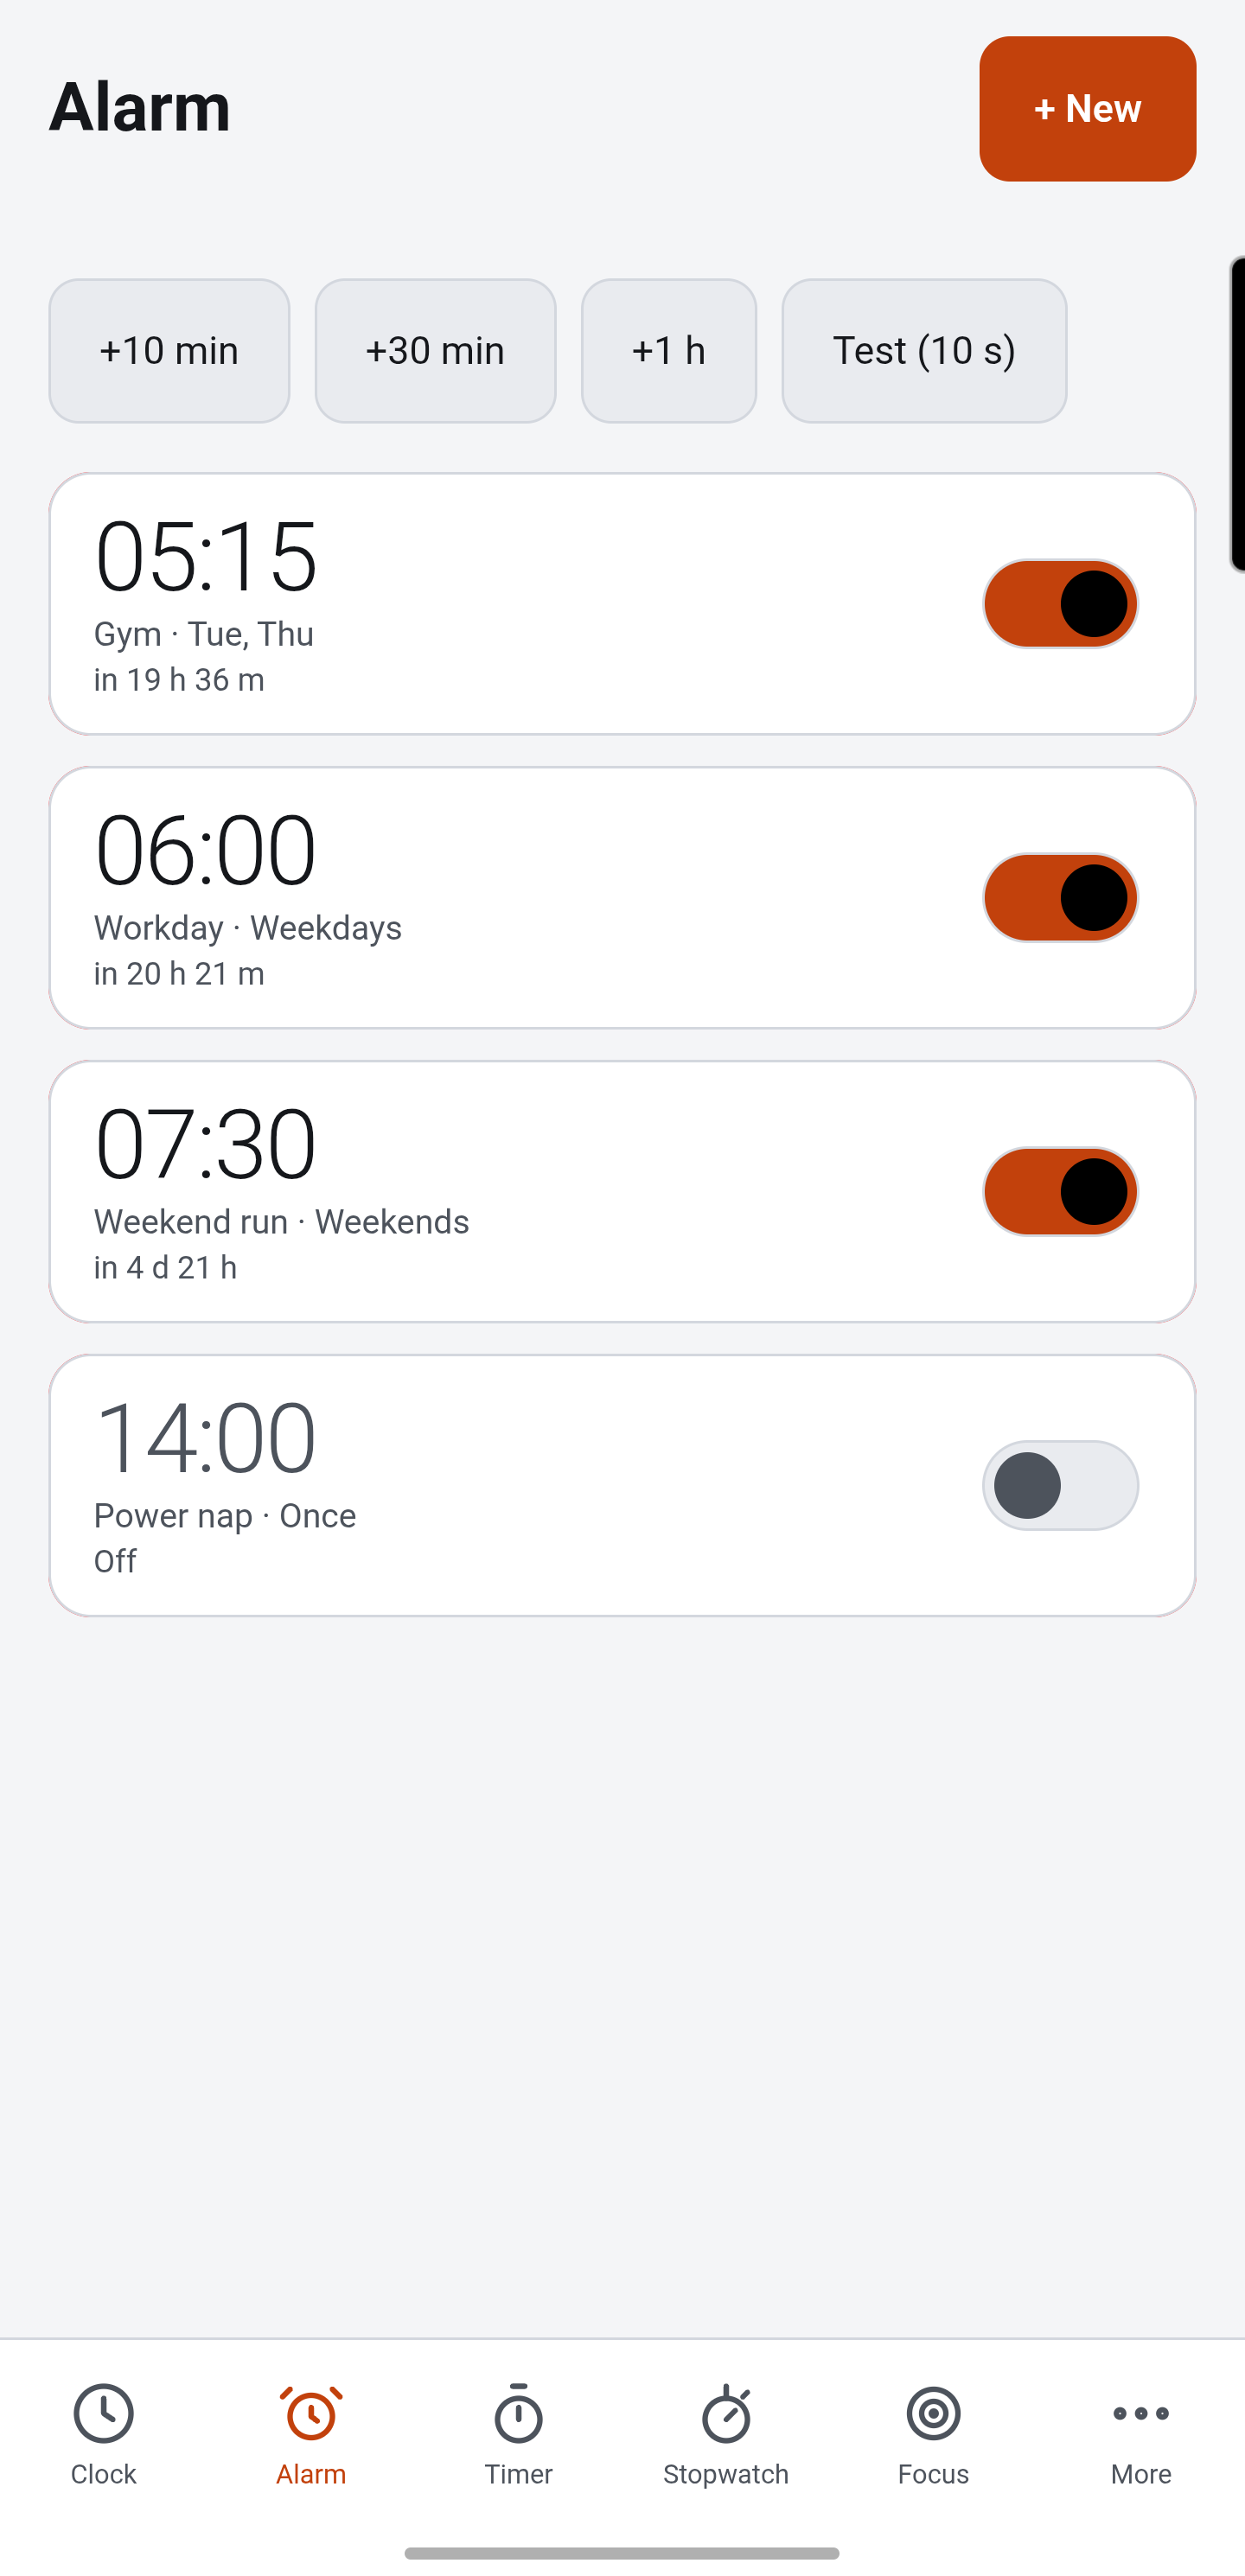 Alarm
+ New
+10 min
+30 min
+1 h
Test (10 s)
05:15
Gym · Tue, Thu
in 19 h 36 m
06:00
Workday · Weekdays
in 20 h 21 m
07:30
Weekend run · Weekends
in 4 d 21 h
14:00
Power nap · Once
Off
Clock
Alarm
Timer
Stopwatch
Focus
More